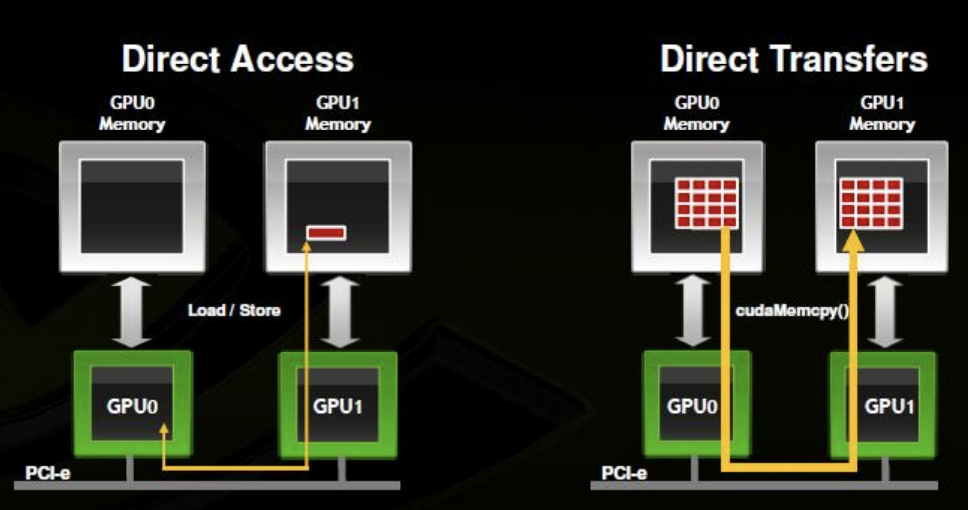 Direct Access
GPU0
Memory
GPU1
Memory
Load / Store
GPU0
GPU1
PCI-e
Direct Transfers
GPU0
Memory
GPU1
Memory
cudaMemcpy()
GPU0
GPU1
PCI-e